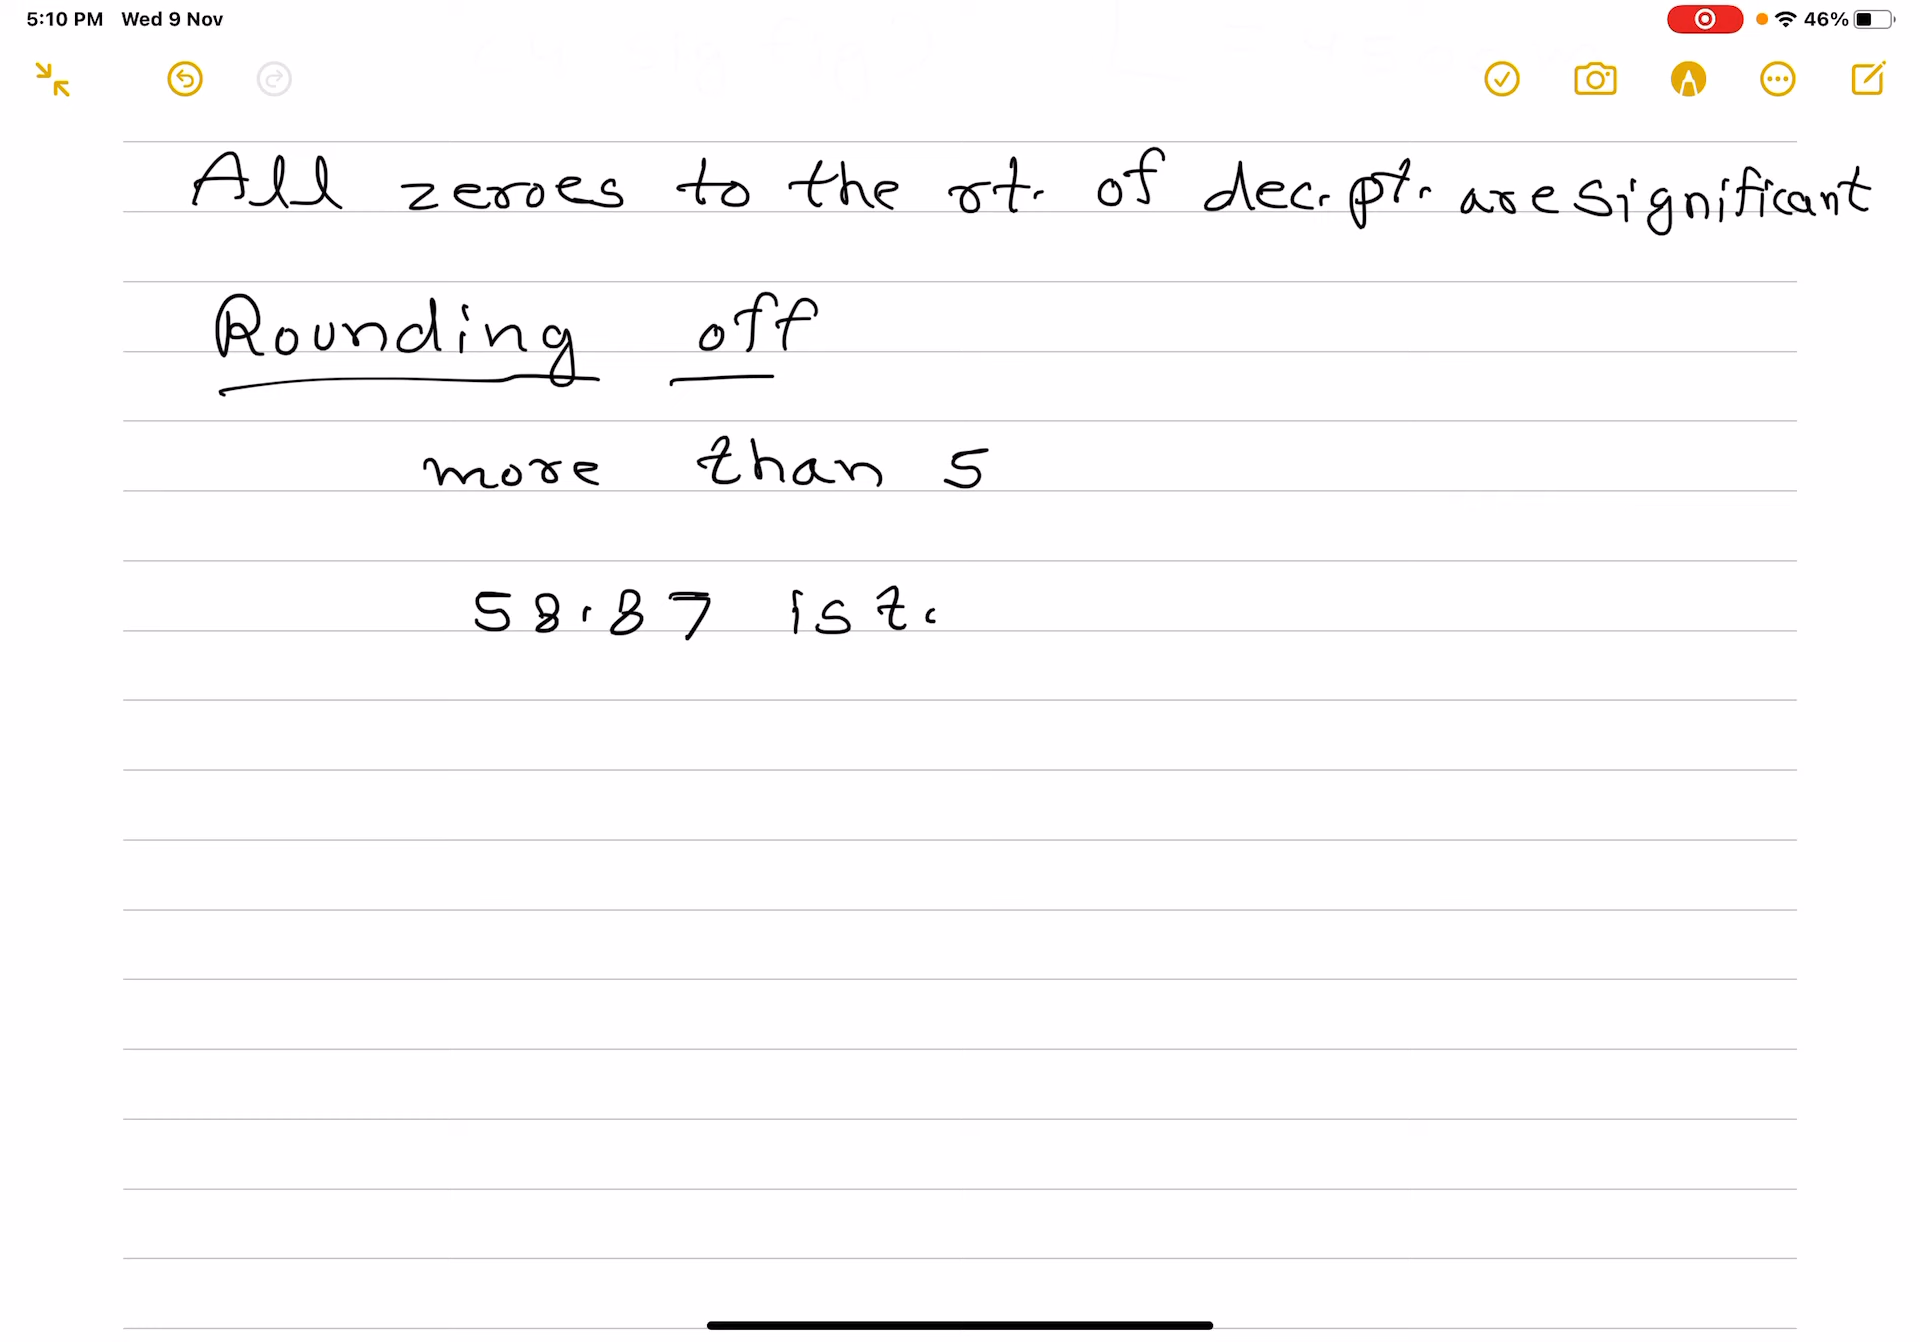 5:10 PM Wed 9 Nov 46%
All zeroes to the rt. of dec. pt. are significant
Rounding off
more than 5
58.87 is